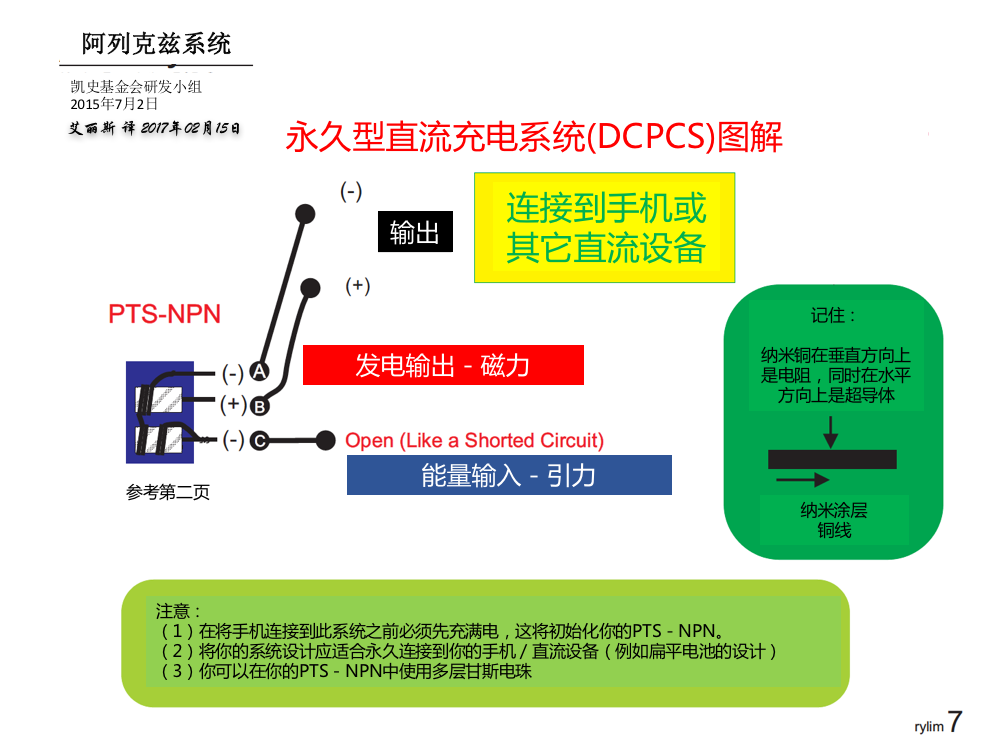 阿列克兹系统
凯史基金会研发小组
2015年7月2日
艾丽斯 译 2017年02月15日
永久型直流充电系统(DCPCS)图解
(-)
输出
连接到手机或
其它直流设备
(+)
PTS-NPN
发电输出 - 磁力
(-) A
(+) B
(-) C
Open (Like a Shorted Circuit)
能量输入 - 引力
参考第二页
记住：
纳米铜在垂直方向上
是电阻，同时在水平
方向上是超导体
纳米涂层
铜线
注意：
（1）在将手机连接到此系统之前必须先充满电，这将初始化你的PTS - NPN。
（2）将你的系统设计应适合永久连接到你的手机 / 直流设备（例如扁平电池的设计）
（3）你可以在你的PTS - NPN中使用多层甘斯电珠
rylim 7